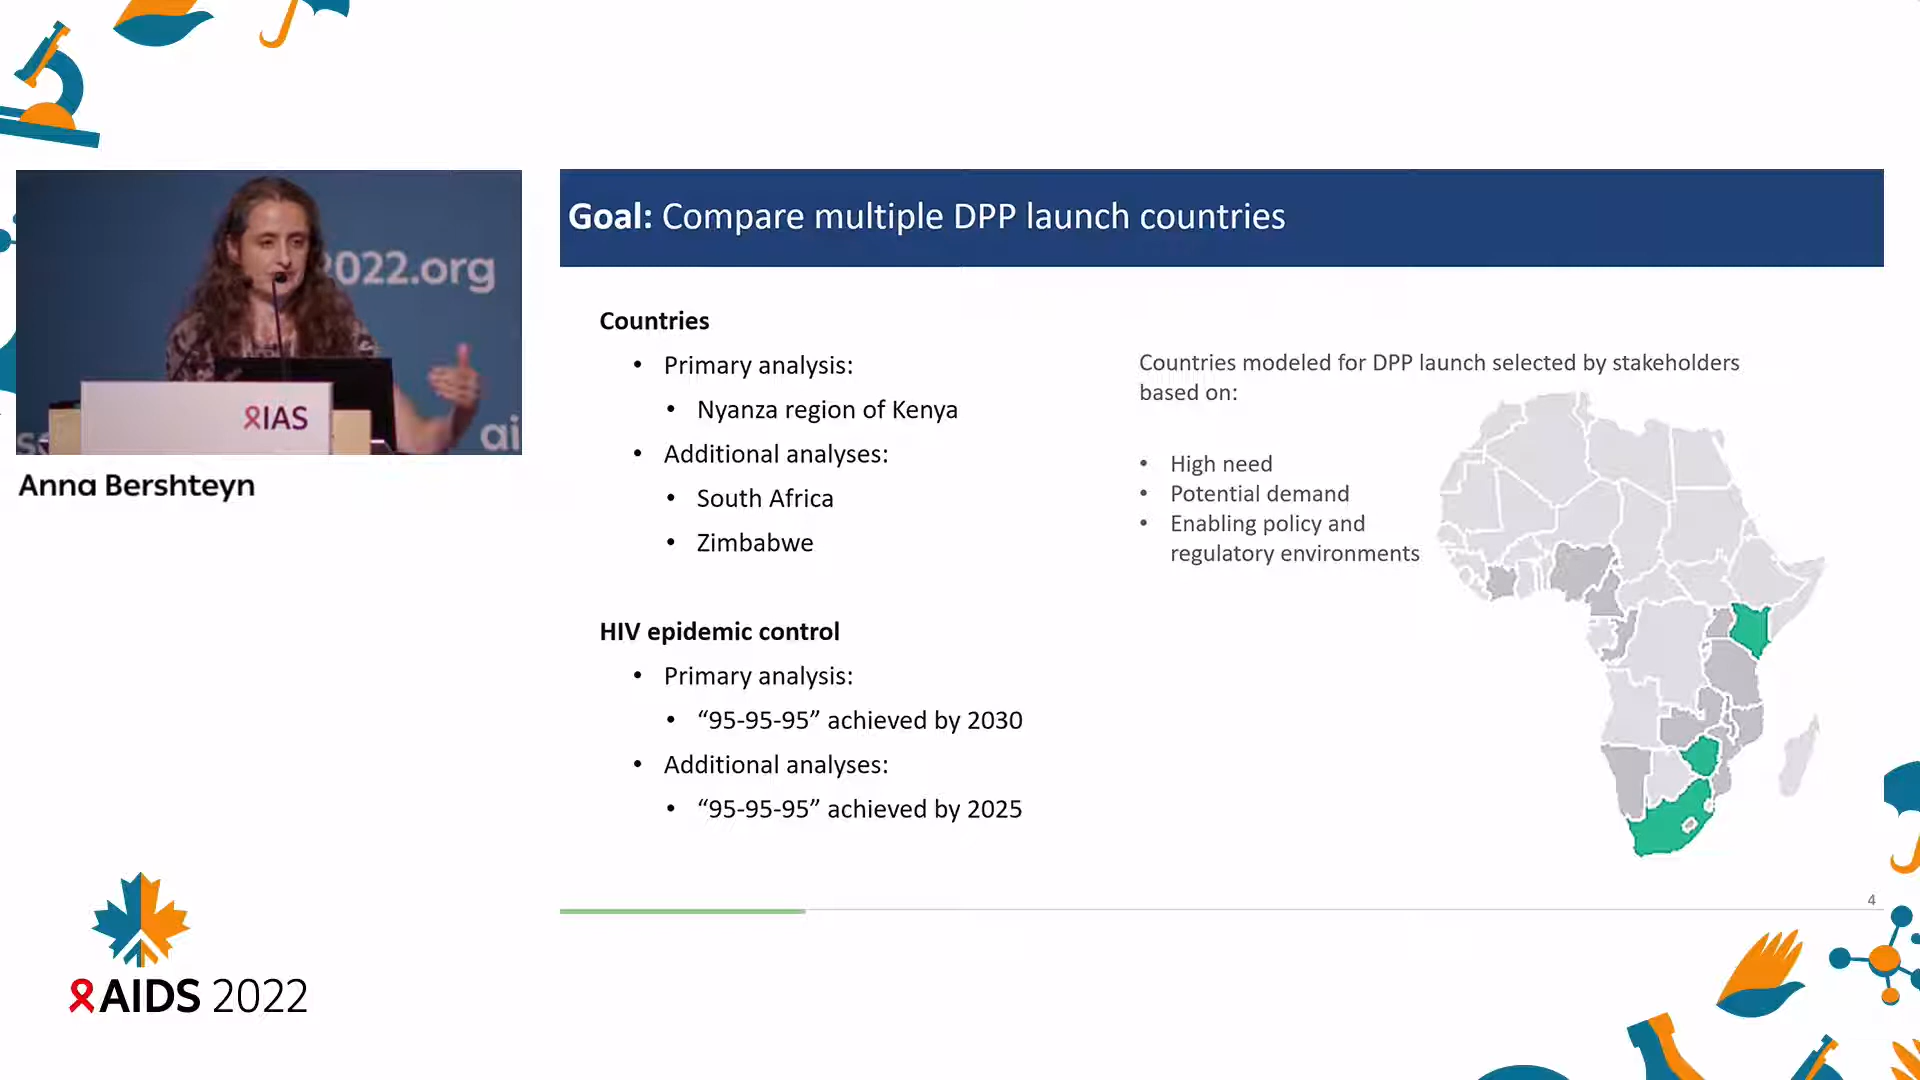 2022.org
IAS
ai
Anna Bershteyn
Goal: Compare multiple DPP launch countries
Countries
• Primary analysis:
• Nyanza region of Kenya
• Additional analyses:
• South Africa
• Zimbabwe
HIV epidemic control
• Primary analysis:
• “95-95-95” achieved by 2030
• Additional analyses:
• “95-95-95” achieved by 2025
Countries modeled for DPP launch selected by stakeholders
based on:
• High need
• Potential demand
• Enabling policy and
regulatory environments
4
AIDS 2022